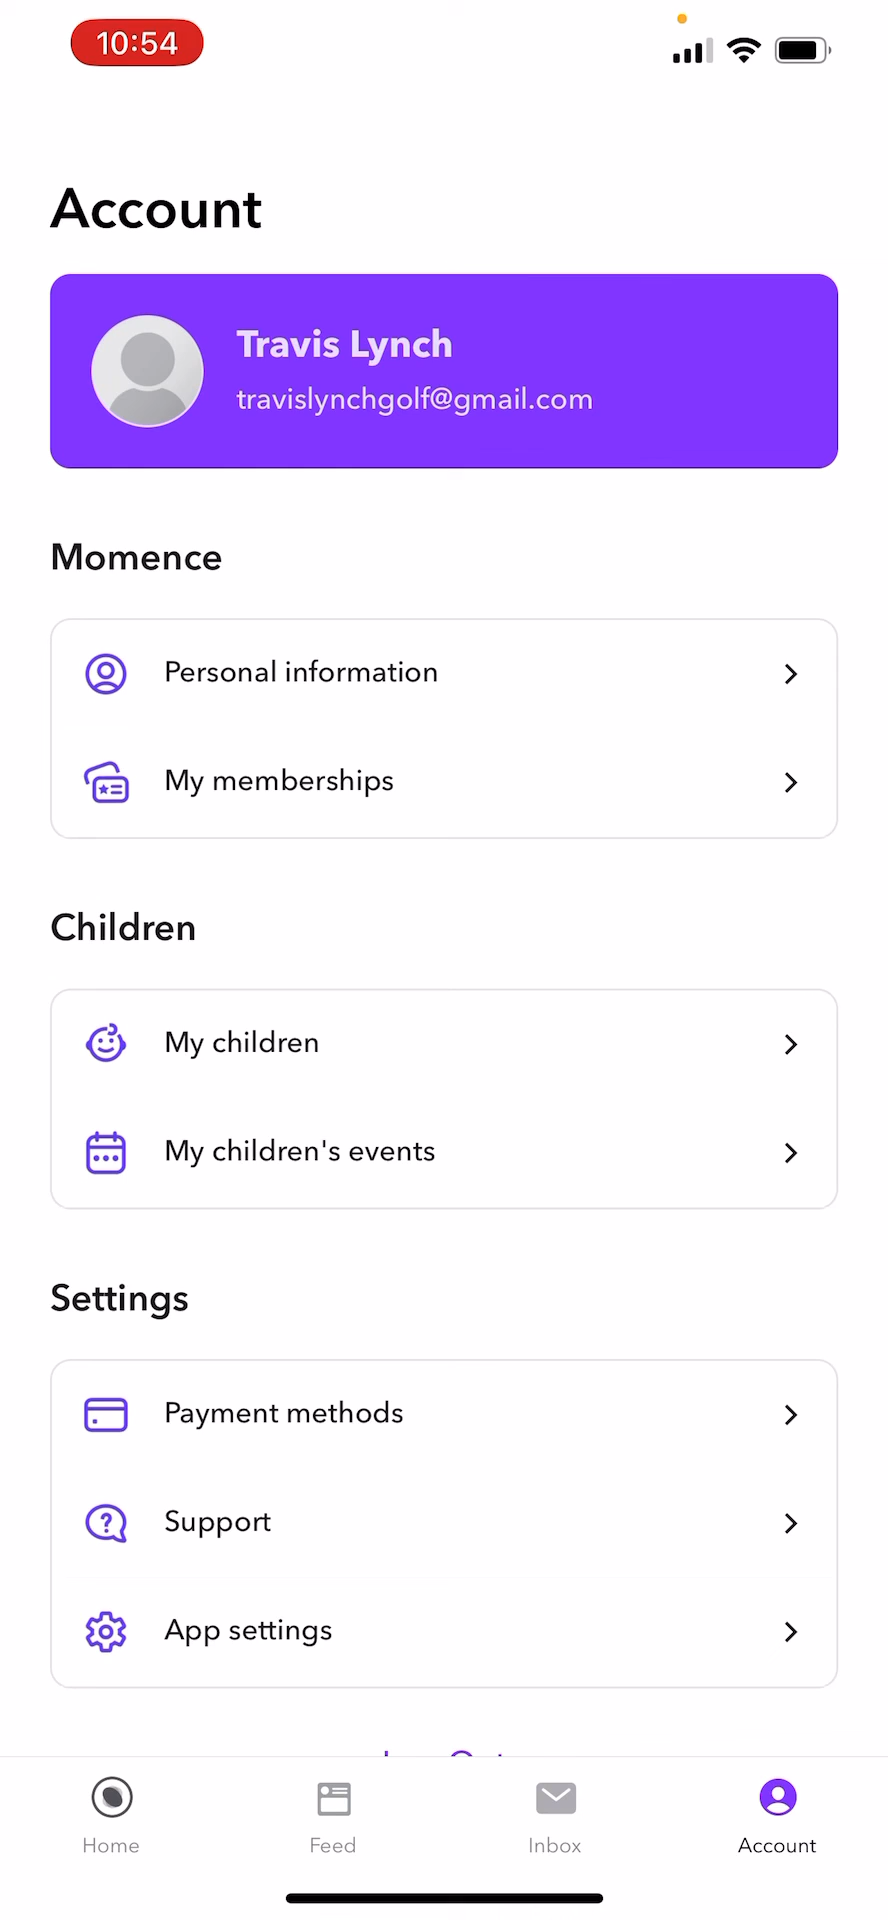 10:54
Account
Travis Lynch
travislynchgolf@gmail.com
Momence
Personal information
My memberships
Children
My children
My children's events
Settings
Payment methods
Support
App settings
Home
Feed
Inbox
Account